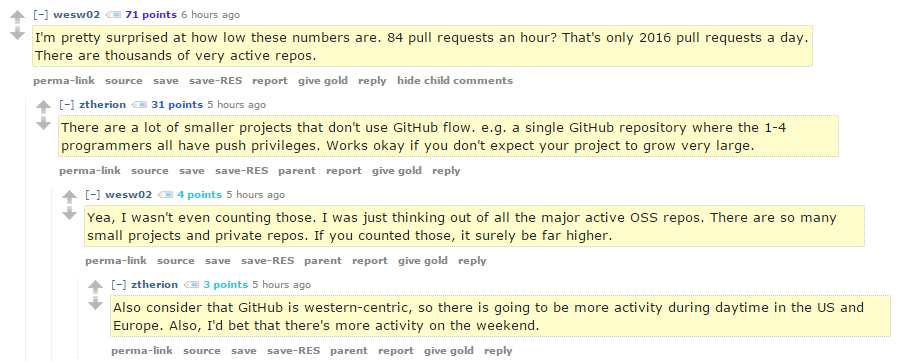 [–] wesw02 71 points 6 hours ago
I'm pretty surprised at how low these numbers are. 84 pull requests an hour? That's only 2016 pull requests a day.
There are thousands of very active repos.
perma-link source save save-RES report give gold reply hide child comments
[–] ztherion 31 points 5 hours ago
There are a lot of smaller projects that don't use GitHub flow. e.g. a single GitHub repository where the 1-4
programmers all have push privileges. Works okay if you don't expect your project to grow very large.
perma-link source save save-RES parent report give gold reply
[–] wesw02 4 points 5 hours ago
Yea, I wasn't even counting those. I was just thinking out of all the major active OSS repos. There are so many
small projects and private repos. If you counted those, it surely be far higher.
perma-link source save save-RES parent report give gold reply
[–] ztherion 3 points 5 hours ago
Also consider that GitHub is western-centric, so there is going to be more activity during daytime in the US and
Europe. Also, I'd bet that there's more activity on the weekend.
perma-link source save save-RES parent report give gold reply